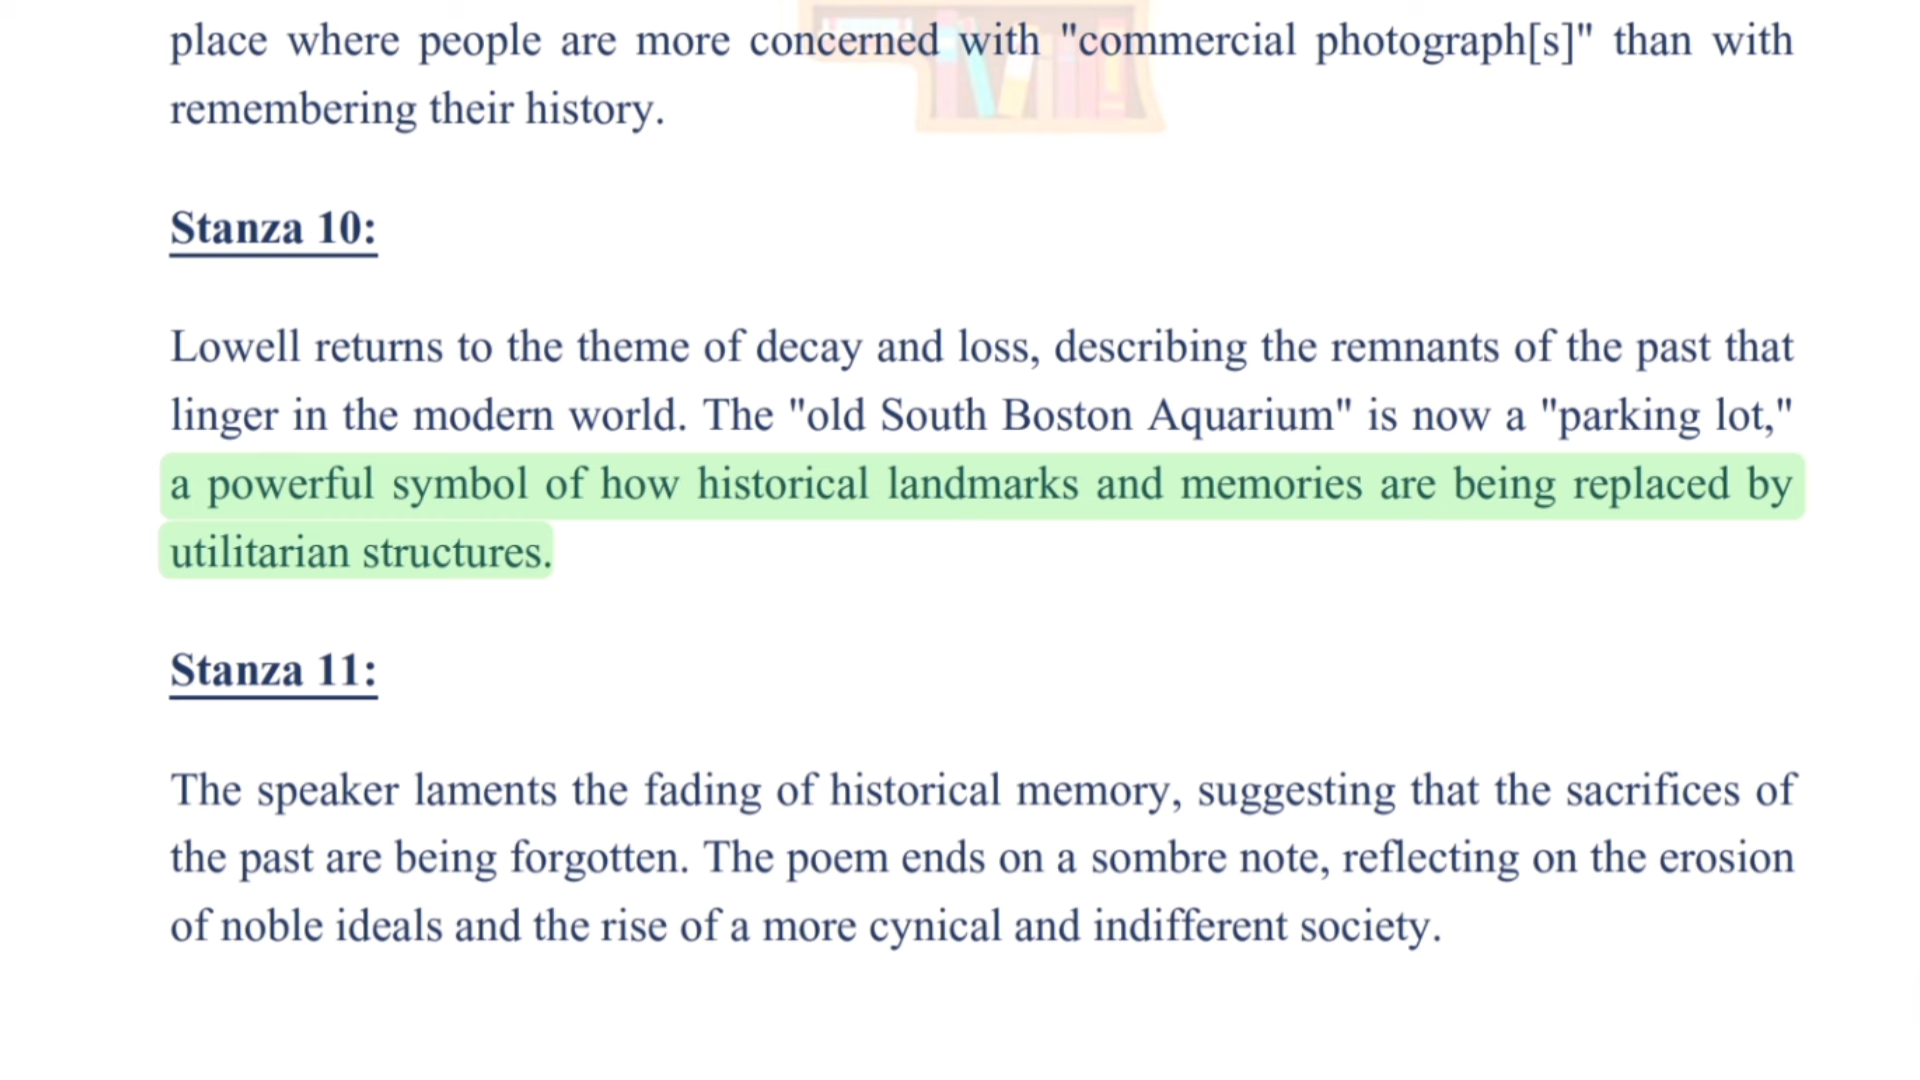 place where people are more concerned with "commercial photograph[s]" than with
remembering their history.
Stanza 10:
Lowell returns to the theme of decay and loss, describing the remnants of the past that
linger in the modern world. The "old South Boston Aquarium" is now a "parking lot,"
a powerful symbol of how historical landmarks and memories are being replaced by
utilitarian structures.
Stanza 11:
The speaker laments the fading of historical memory, suggesting that the sacrifices of
the past are being forgotten. The poem ends on a sombre note, reflecting on the erosion
of noble ideals and the rise of a more cynical and indifferent society.